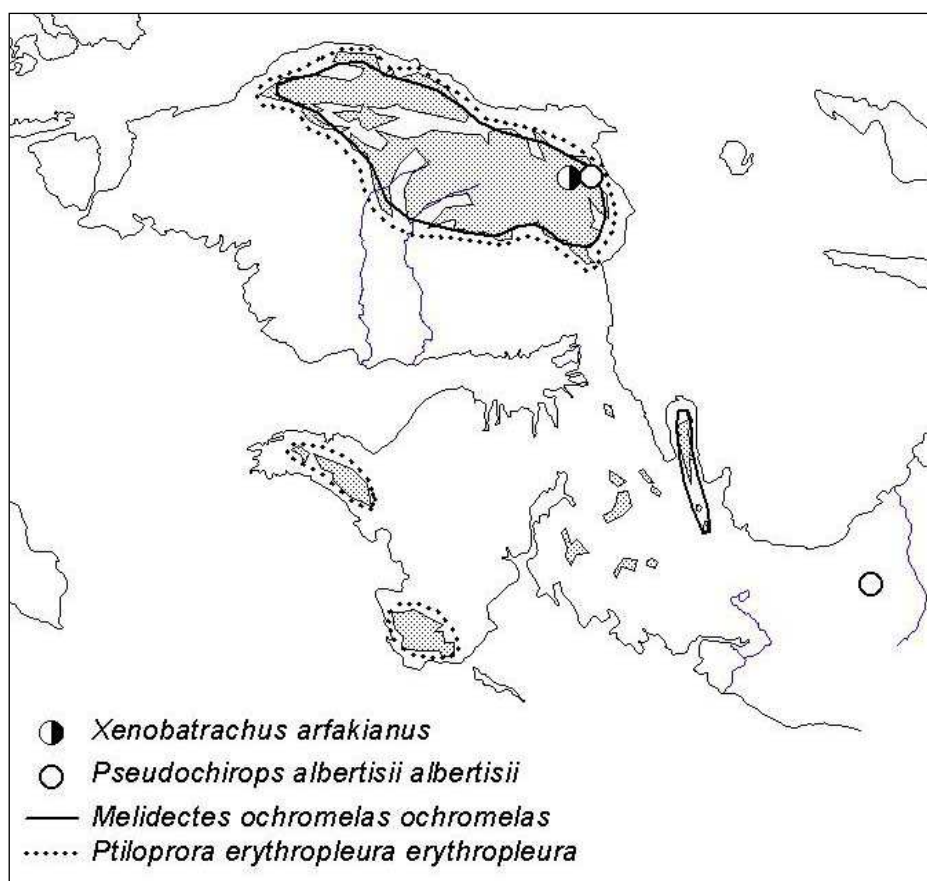 Xenobatrachus arfakianus
Pseudochirops albertisii albertisii
Melidectes ochromelas ochromelas
Ptiloprora erythropleura erythropleura